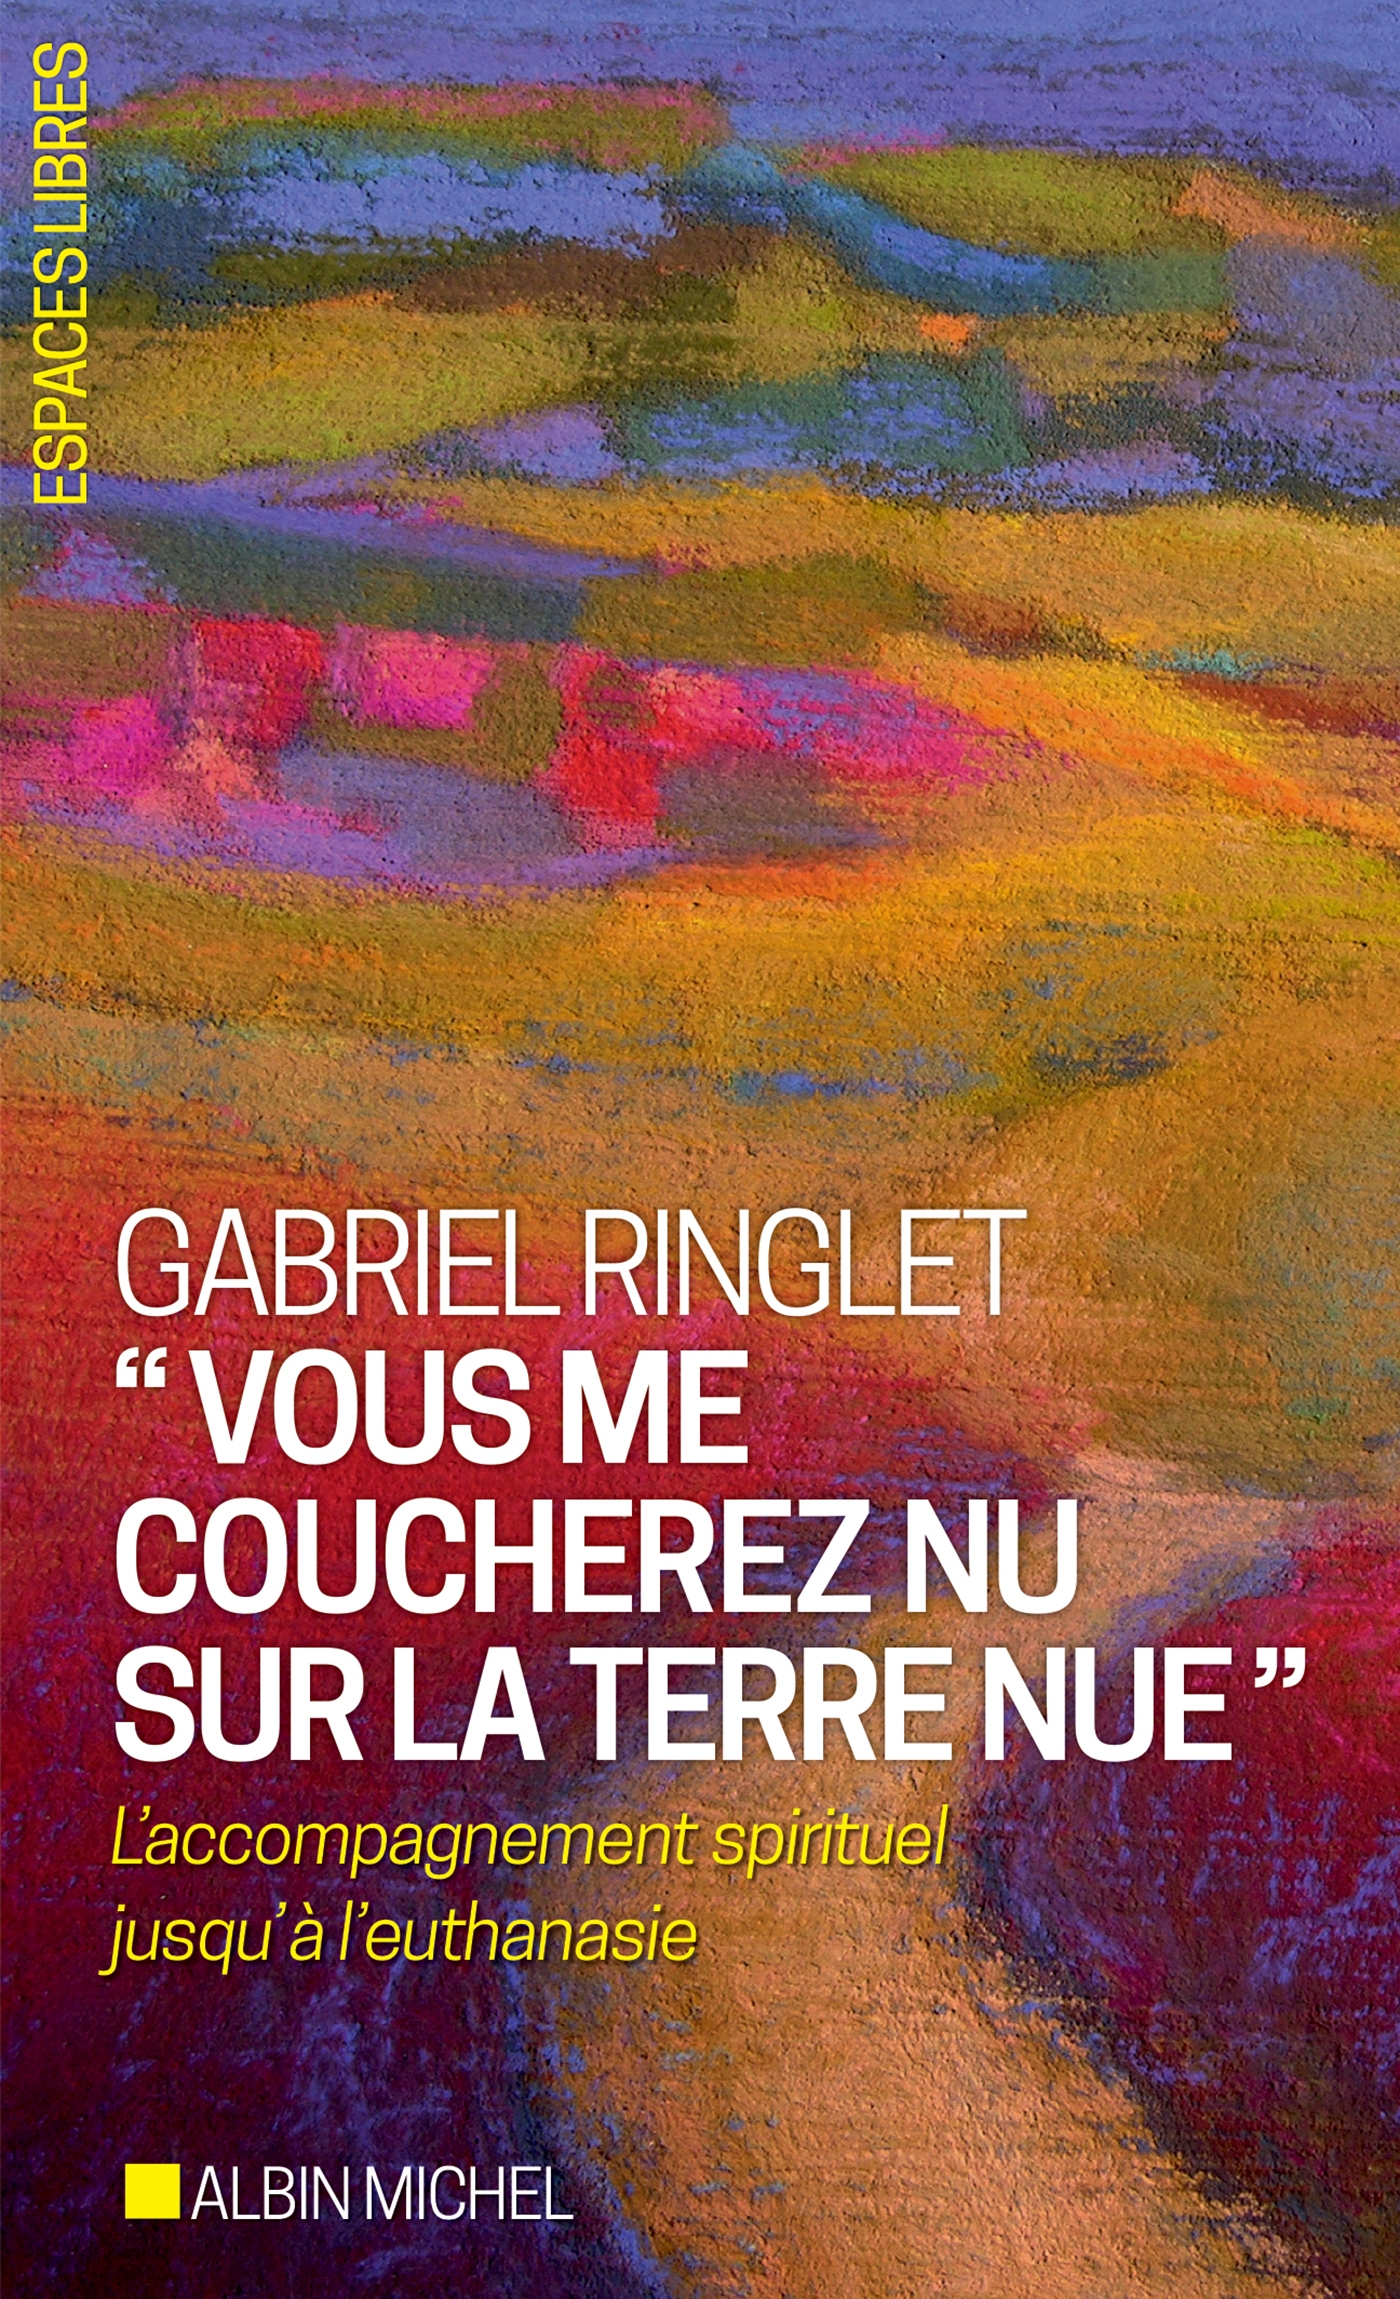 ESPACES LIBRES
GABRIEL RINGLET
“ VOUS ME
COUCHEREZ NU
SUR LA TERRE NUE ”
L’accompagnement spirituel
jusqu’à l’euthanasie
ALBIN MICHEL